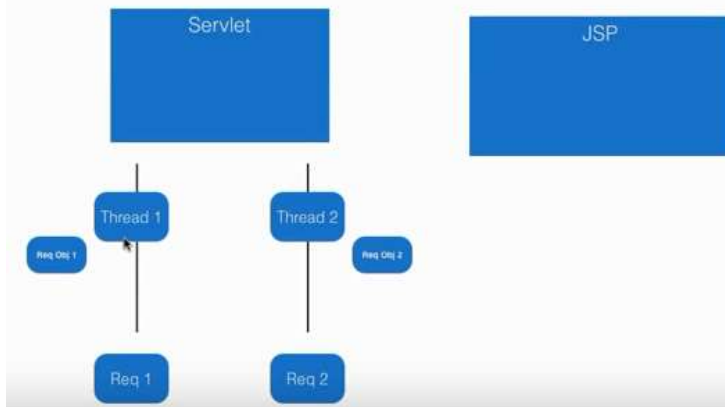 Servlet
JSP
Thread 1
Thread 2
Req Obj 1
Req Obj 2
Req 1
Req 2